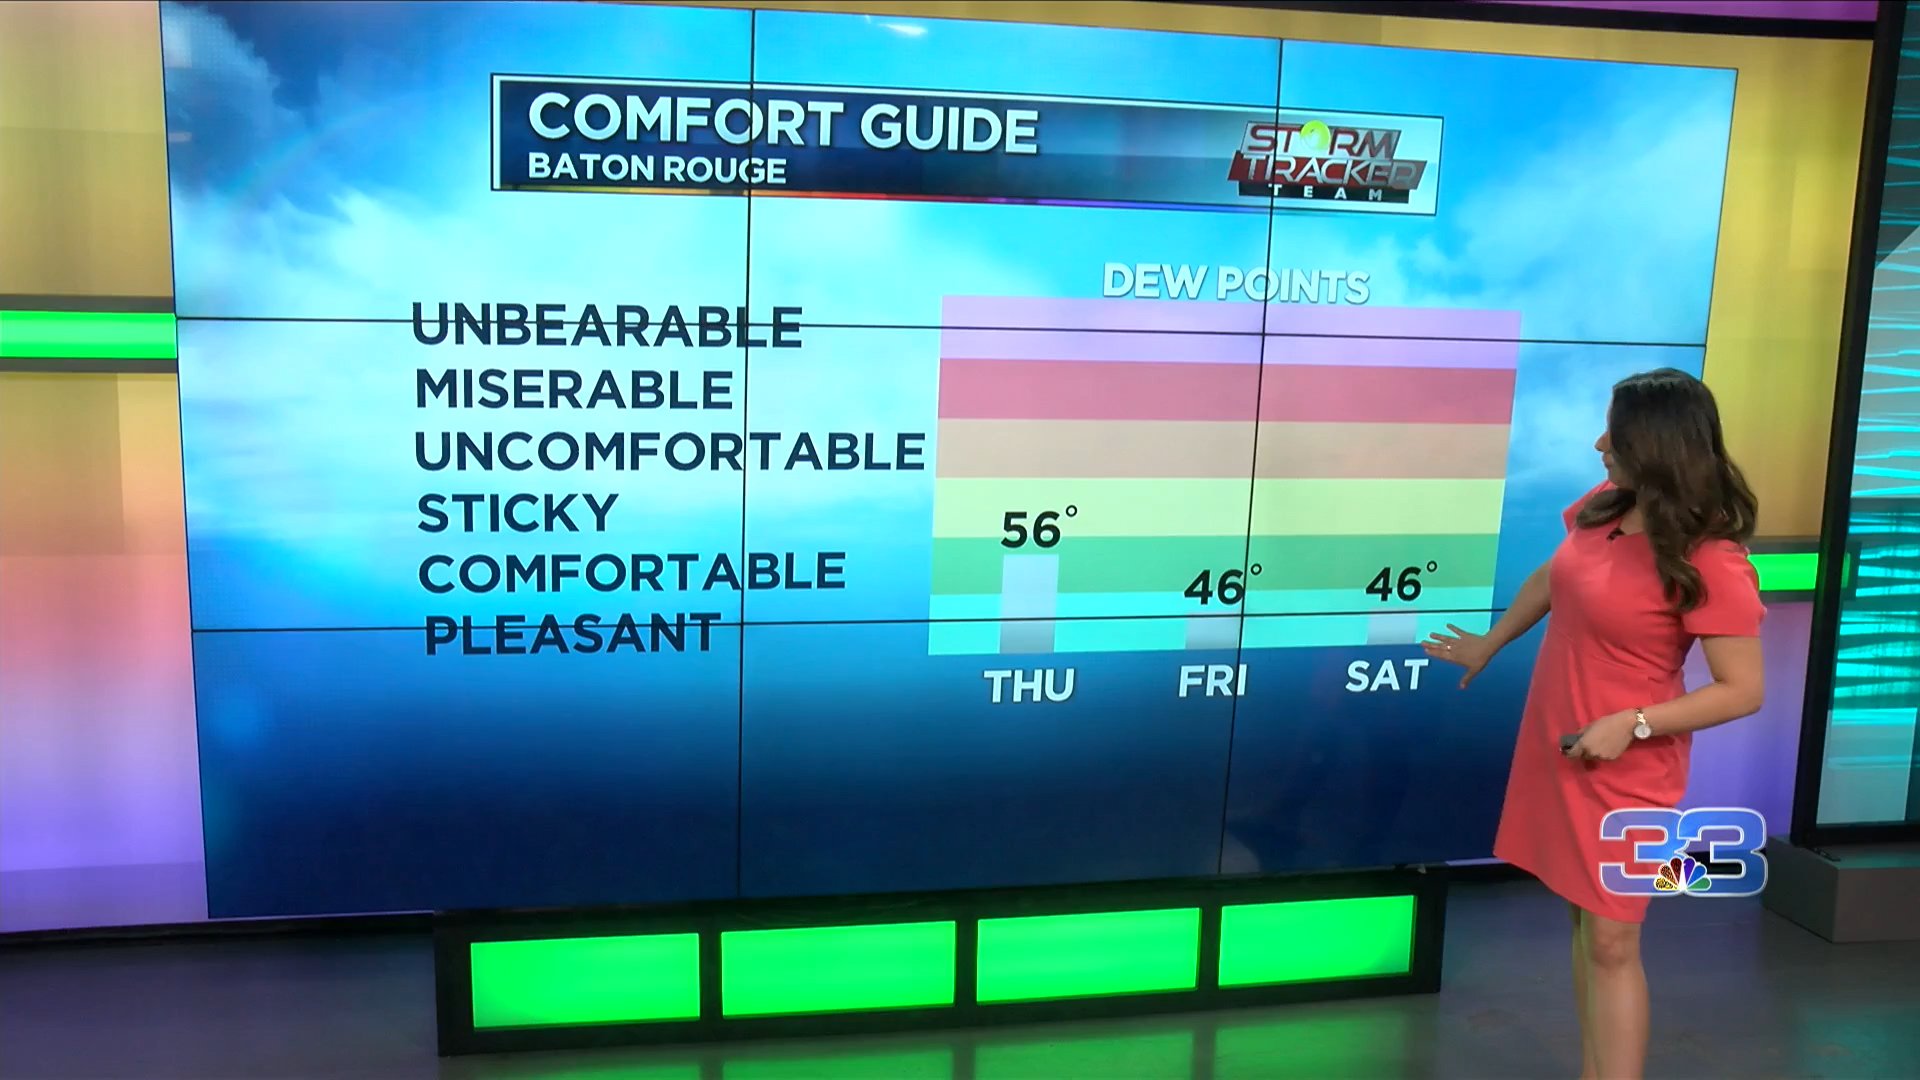 COMFORT GUIDE
BATON ROUGE
STORM
TRACKER
TEAM
DEW POINTS
UNBEARABLE
MISERABLE
UNCOMFORTABLE
STICKY
COMFORTABLE
PLEASANT
56°
46°
46°
THU
FRI
SAT
33